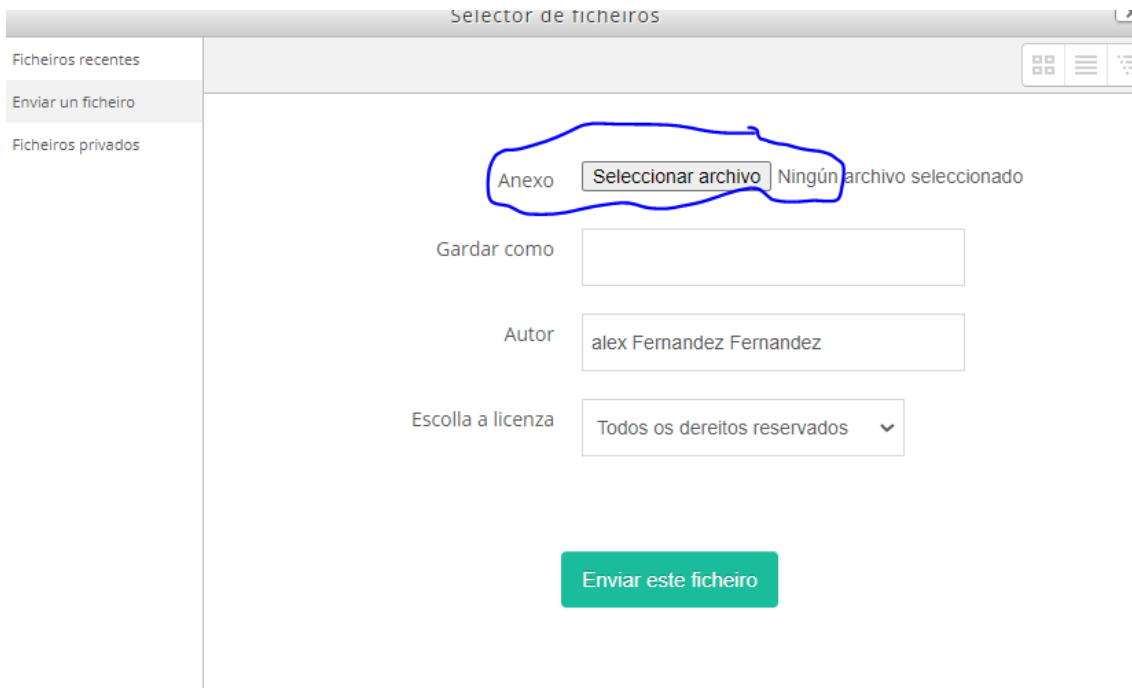 Selector de ficheiros
Ficheiros recentes
Enviar un ficheiro
Ficheiros privados
Anexo Seleccionar archivo Ningún archivo seleccionado
Gardar como
Autor alex Fernandez Fernandez
Escolla a licenza Todos os dereitos reservados
Enviar este ficheiro